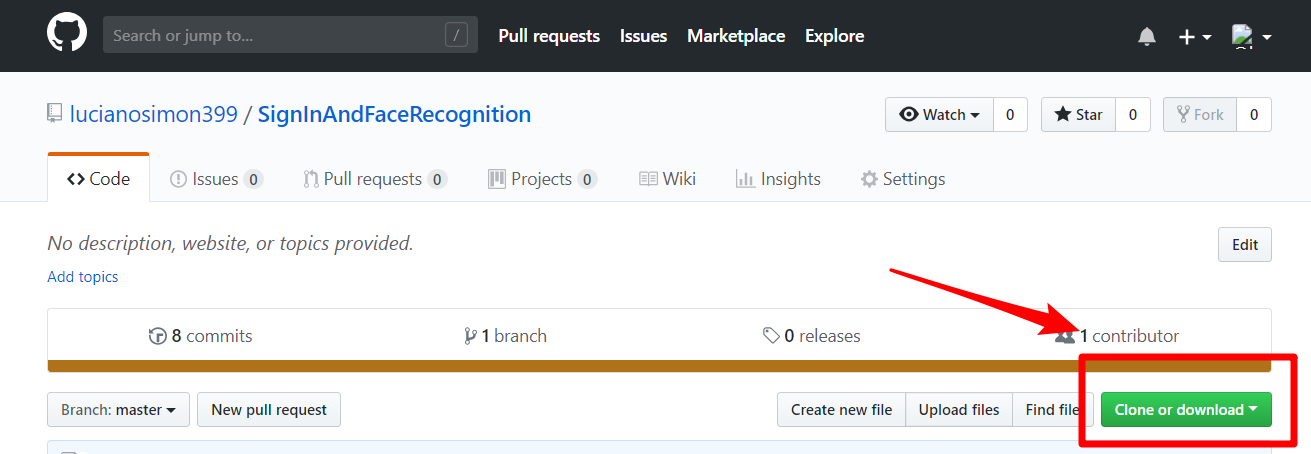 Search or jump to... / Pull requests Issues Marketplace Explore
lucianosimon399 / SignInAndFaceRecognition Watch 0 Star 0 Fork 0
Code Issues 0 Pull requests 0 Projects 0 Wiki Insights Settings
No description, website, or topics provided. Edit
Add topics
8 commits 1 branch 0 releases 1 contributor
Branch: master New pull request Create new file Upload files Find file Clone or download